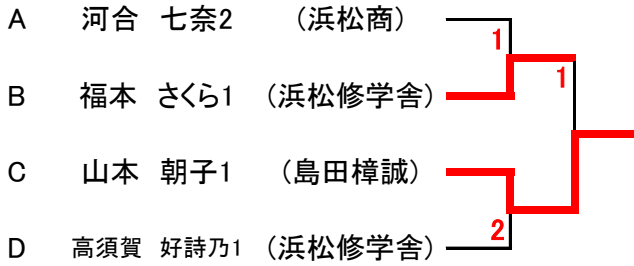 A 河合 七奈2 (浜松商)
1
B 福本 さくら1 (浜松修学舎)
1
C 山本 朝子1 (島田樟誠)
2
D 高須賀 好詩乃1 (浜松修学舎)